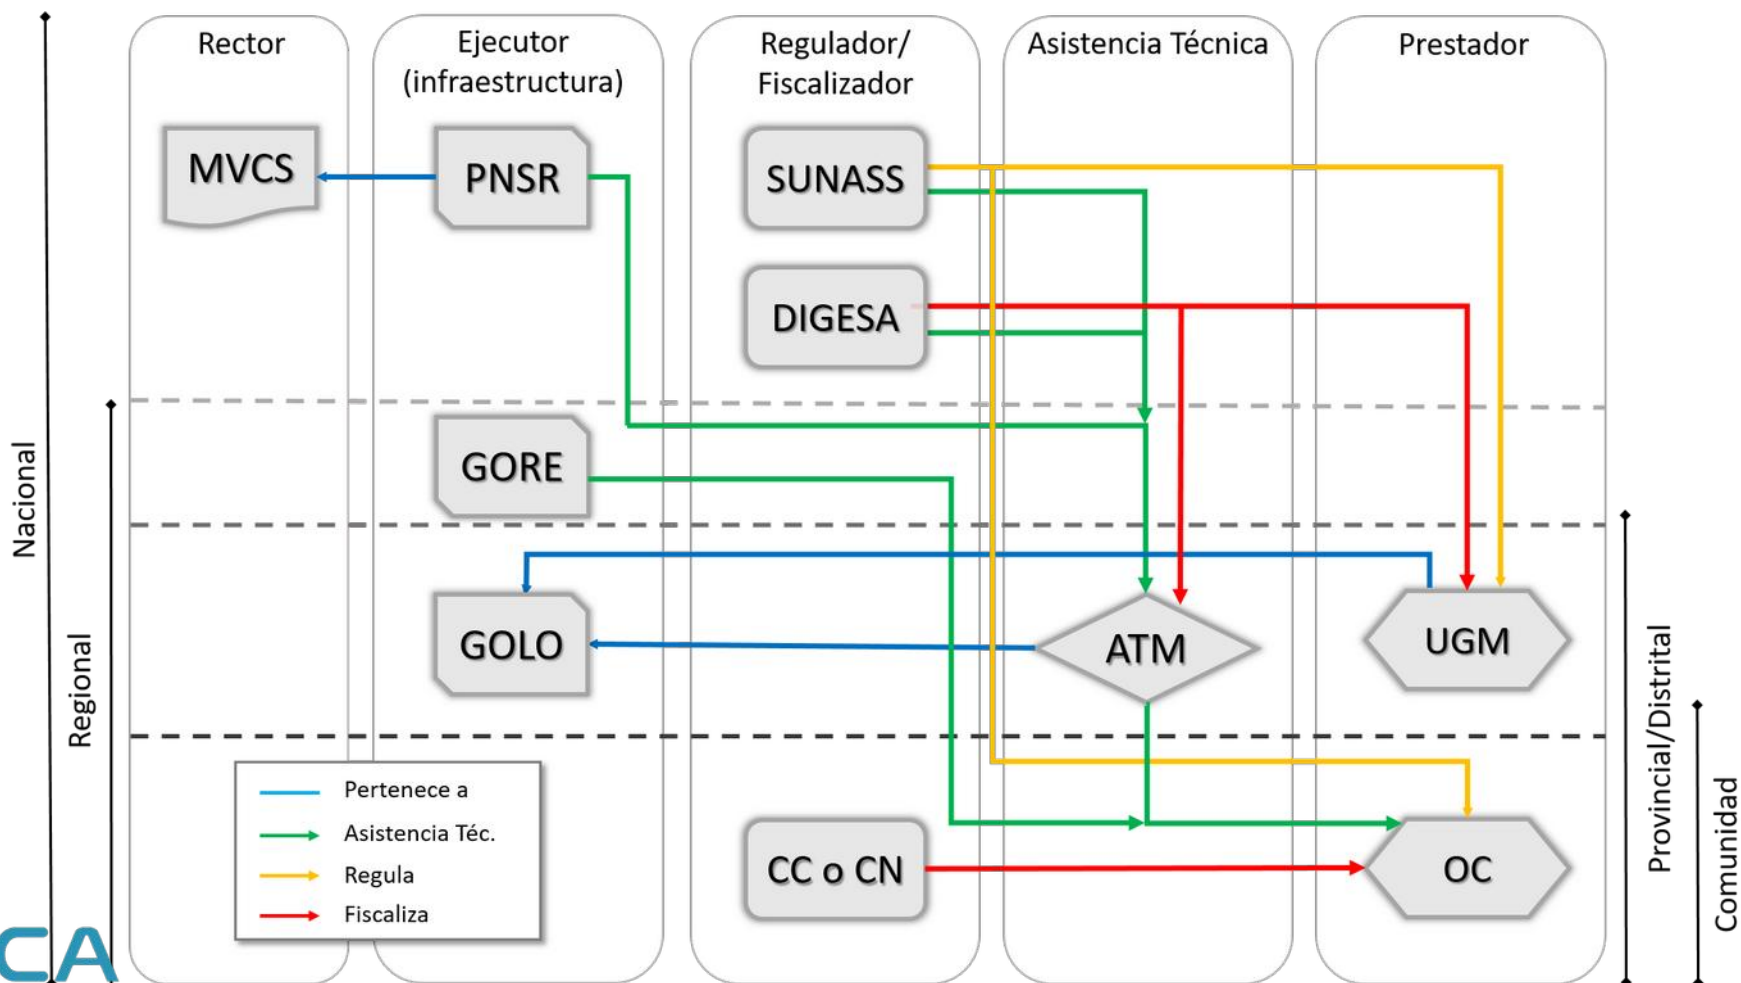 Rector
Ejecutor
(infraestructura)
Regulador/
Fiscalizador
Asistencia Técnica
Prestador
MVCS
PNSR
SUNASS
DIGESA
GORE
GOLO
ATM
UGM
CC o CN
OC
Nacional
Regional
Provincial/Distrital
Comunidad
Pertenece a
Asistencia Téc.
Regula
Fiscaliza
CA